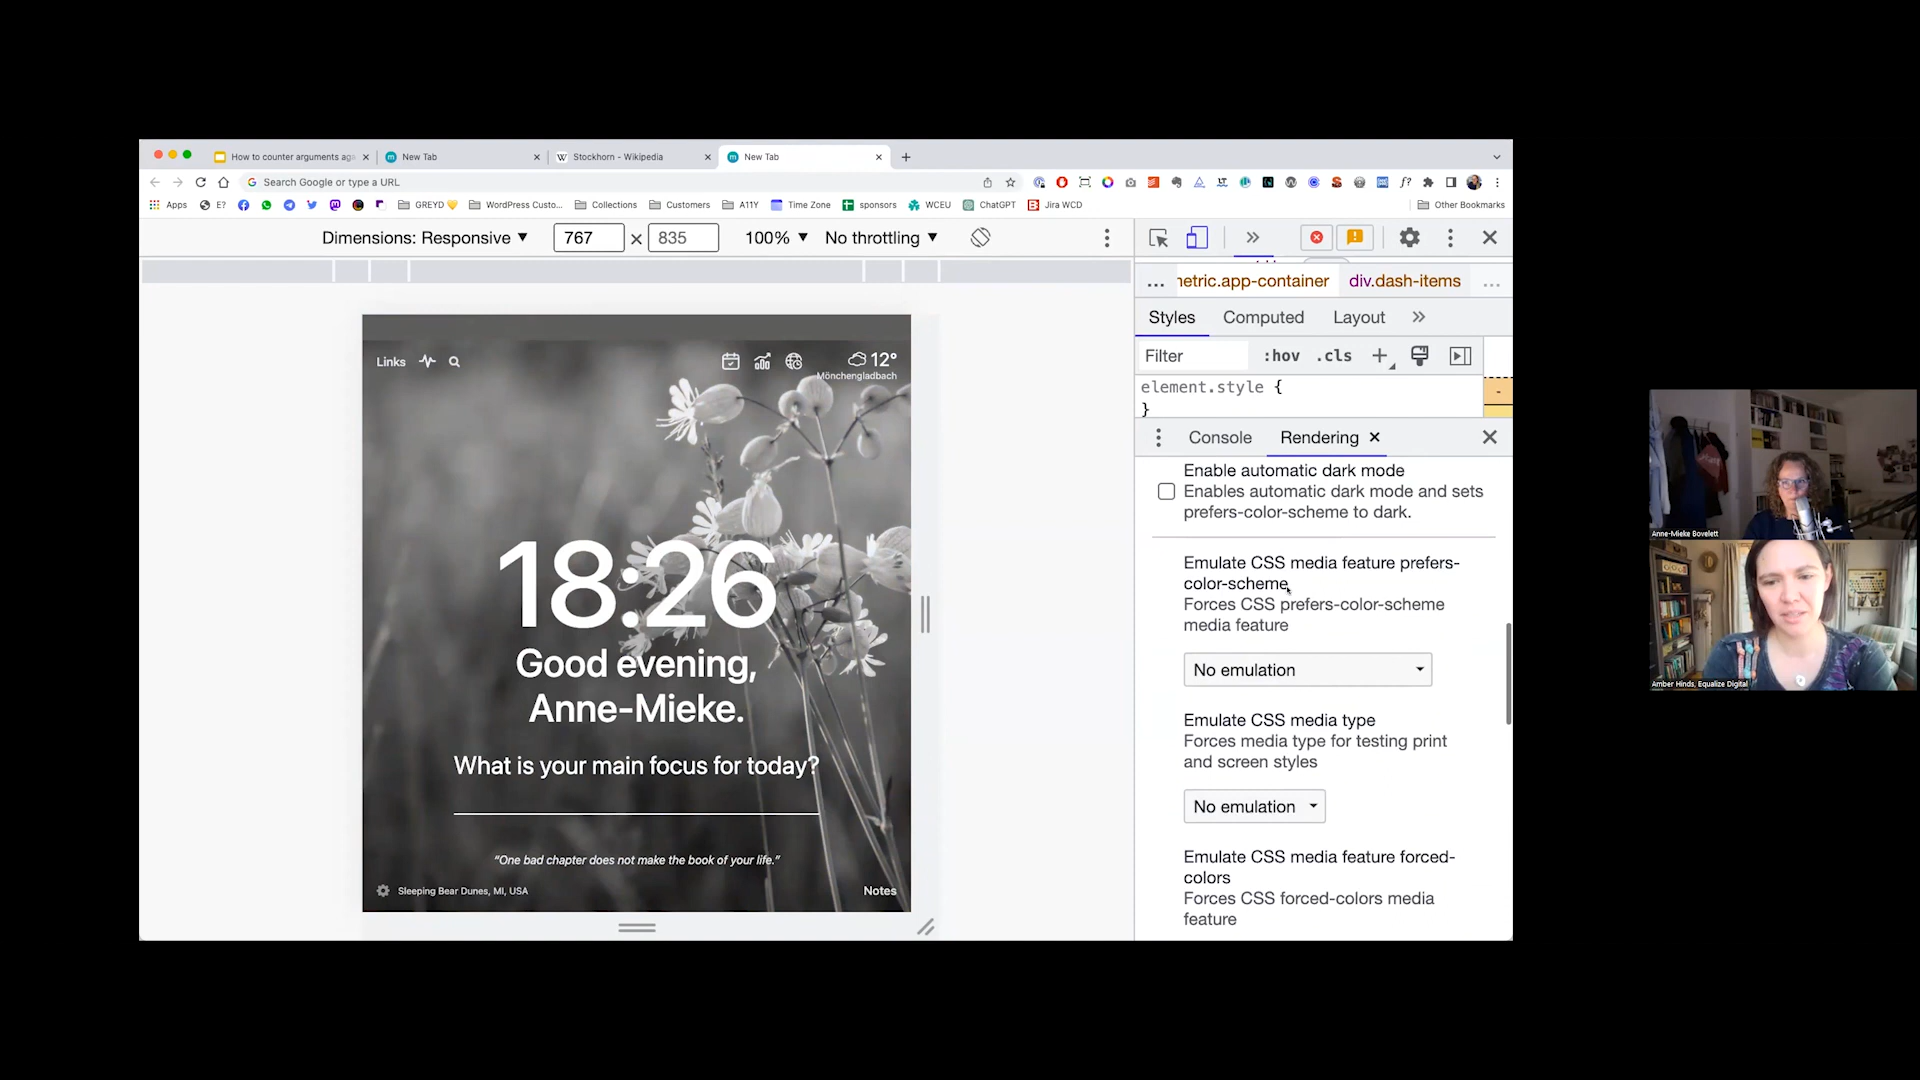 How to counter arguments aga
New Tab
Stockhorn - Wikipedia
New Tab
Search Google or type a URL
Apps
E?
GREYD
WordPress Custo...
Collections
Customers
A11Y
Time Zone
sponsors
WCEU
ChatGPT
Jira WCD
Other Bookmarks
Dimensions: Responsive
767
x
835
100%
No throttling
...
netric.app-container
div.dash-items
...
Styles
Computed
Layout
Filter
:hov
.cls
element.style {
}
Console
Rendering
Enable automatic dark mode
Enables automatic dark mode and sets
prefers-color-scheme to dark.
Emulate CSS media feature prefers-
color-scheme
Forces CSS prefers-color-scheme
media feature
No emulation
Emulate CSS media type
Forces media type for testing print
and screen styles
No emulation
Emulate CSS media feature forced-
colors
Forces CSS forced-colors media
feature
Links
12°
Mönchengladbach
18:26
Good evening,
Anne-Mieke.
What is your main focus for today?
“One bad chapter does not make the book of your life.”
Sleeping Bear Dunes, MI, USA
Notes
Anne-Mieke Bovelett
Amber Hinds, Equalize Digital